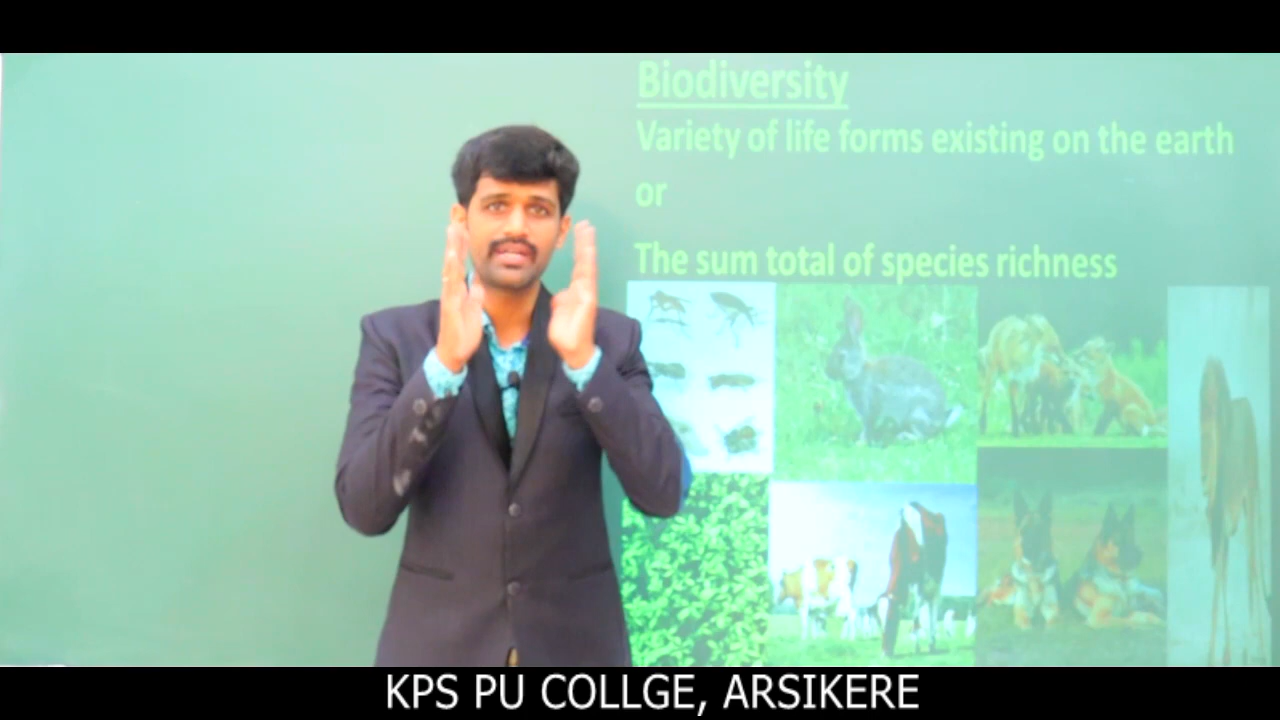 Biodiversity
Variety of life forms existing on the earth
or
The sum total of species richness
KPS PU COLLGE, ARSIKERE